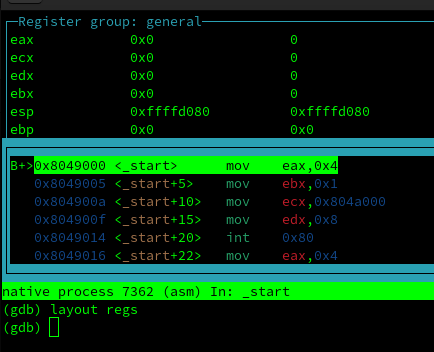 Register group: general
eax 0x0 0
ecx 0x0 0
edx 0x0 0
ebx 0x0 0
esp 0xffffd080 0xffffd080
ebp 0x0 0x0
B+>0x8049000 <_start> mov eax,0x4
0x8049005 <_start+5> mov ebx,0x1
0x804900a <_start+10> mov ecx,0x804a000
0x804900f <_start+15> mov edx,0x8
0x8049014 <_start+20> int 0x80
0x8049016 <_start+22> mov eax,0x4
native process 7362 (asm) In: _start
(gdb) layout regs
(gdb)